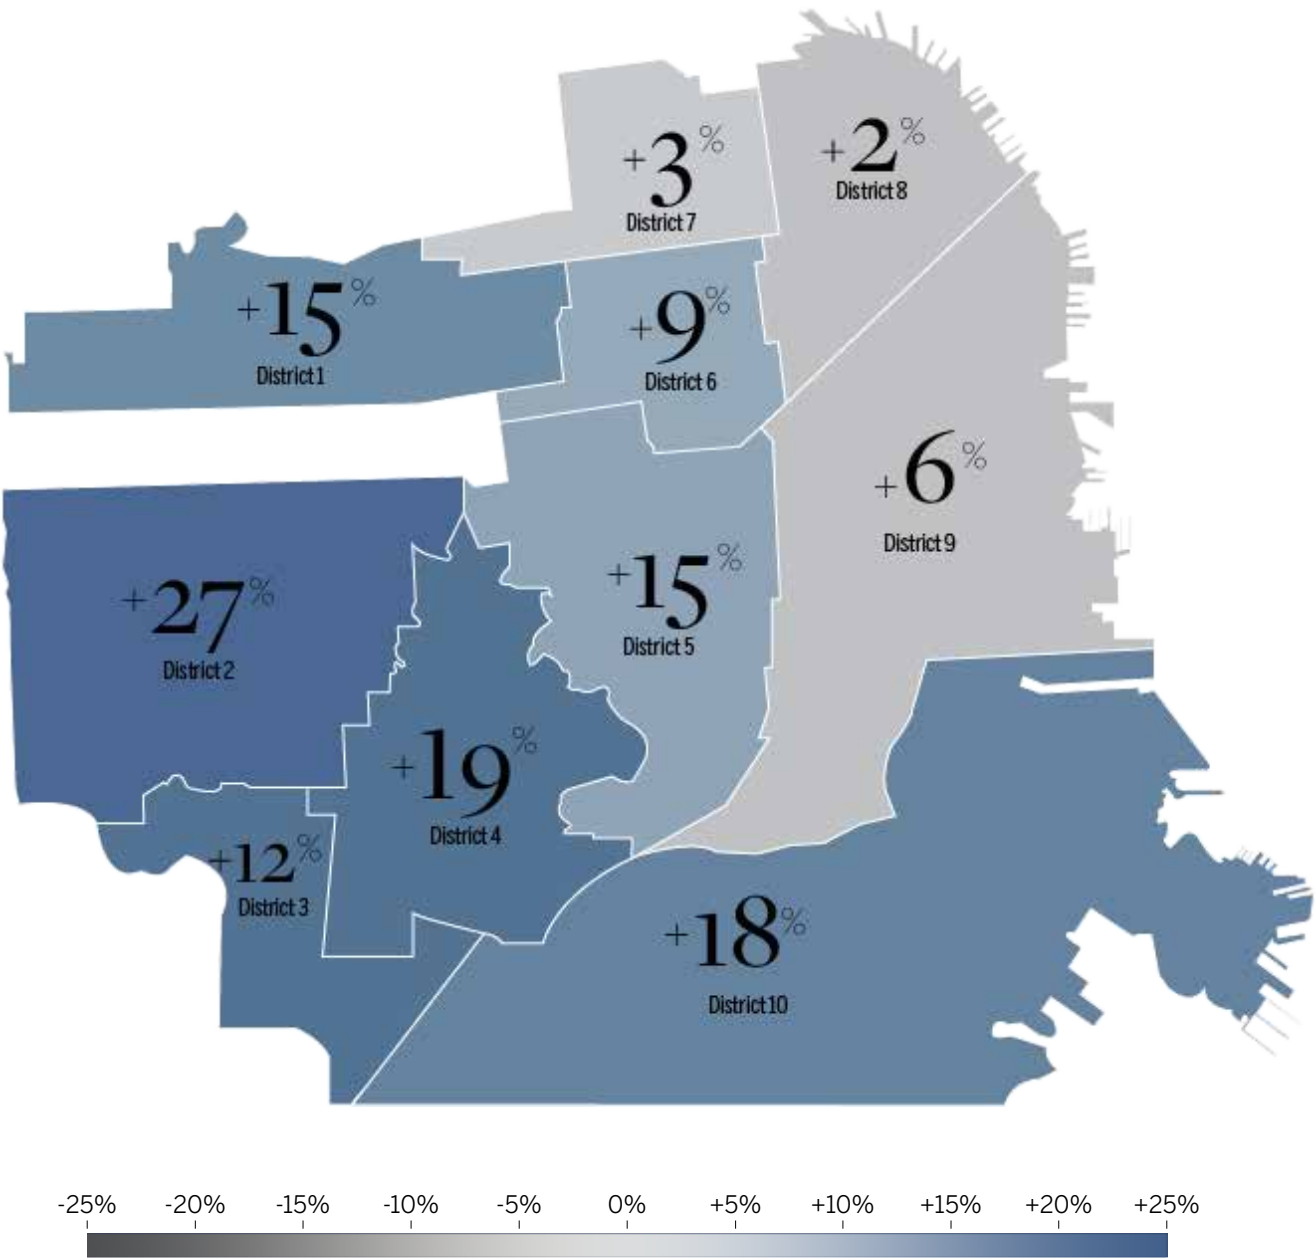 +3%
District 7
+2%
District 8
+15%
District 1
+9%
District 6
+6%
District 9
+27%
District 2
+15%
District 5
+19%
District 4
+12%
District 3
+18%
District 10
-25% -20% -15% -10% -5% 0% +5% +10% +15% +20% +25%